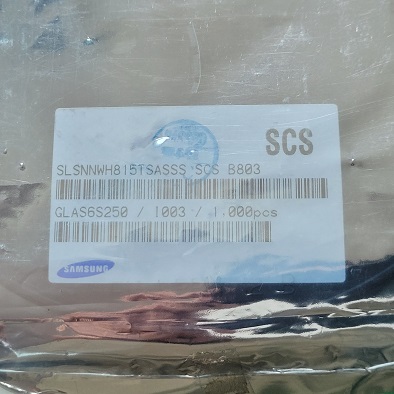 SCS
SLSNNWH815TSASSS SCS B803
GLAS6S250 / 1003 / 1,000pcs
SAMSUNG